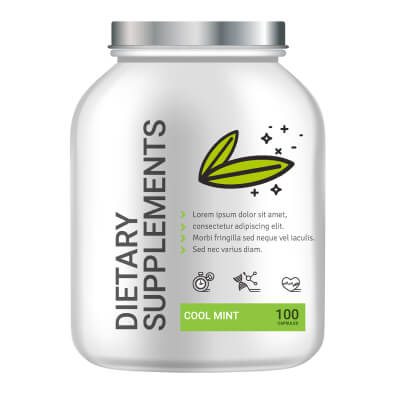 DIETARY
SUPPLEMENTS
Lorem ipsum dolor sit amet,
consectetur adipiscing elit.
Morbi fringilla sed neque vel iaculis.
Sed nec varius diam.
COOL MINT
100
CAPSULES